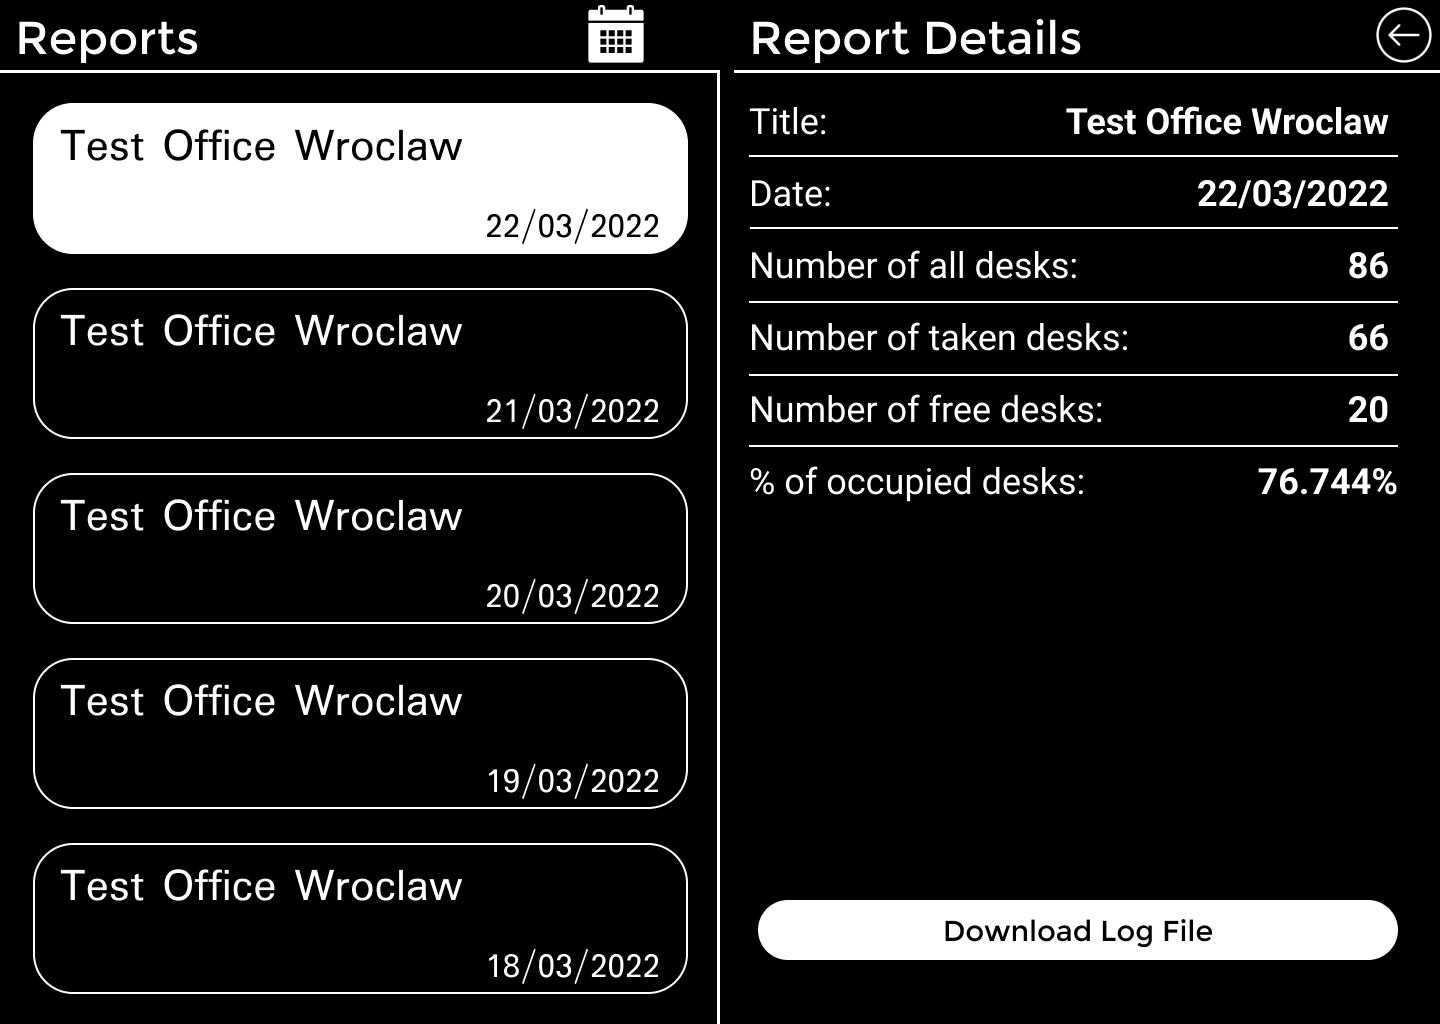 Reports
Test Office Wroclaw
22/03/2022
Test Office Wroclaw
21/03/2022
Test Office Wroclaw
20/03/2022
Test Office Wroclaw
19/03/2022
Test Office Wroclaw
18/03/2022
Report Details
Title: Test Office Wroclaw
Date: 22/03/2022
Number of all desks: 86
Number of taken desks: 66
Number of free desks: 20
% of occupied desks: 76.744%
Download Log File